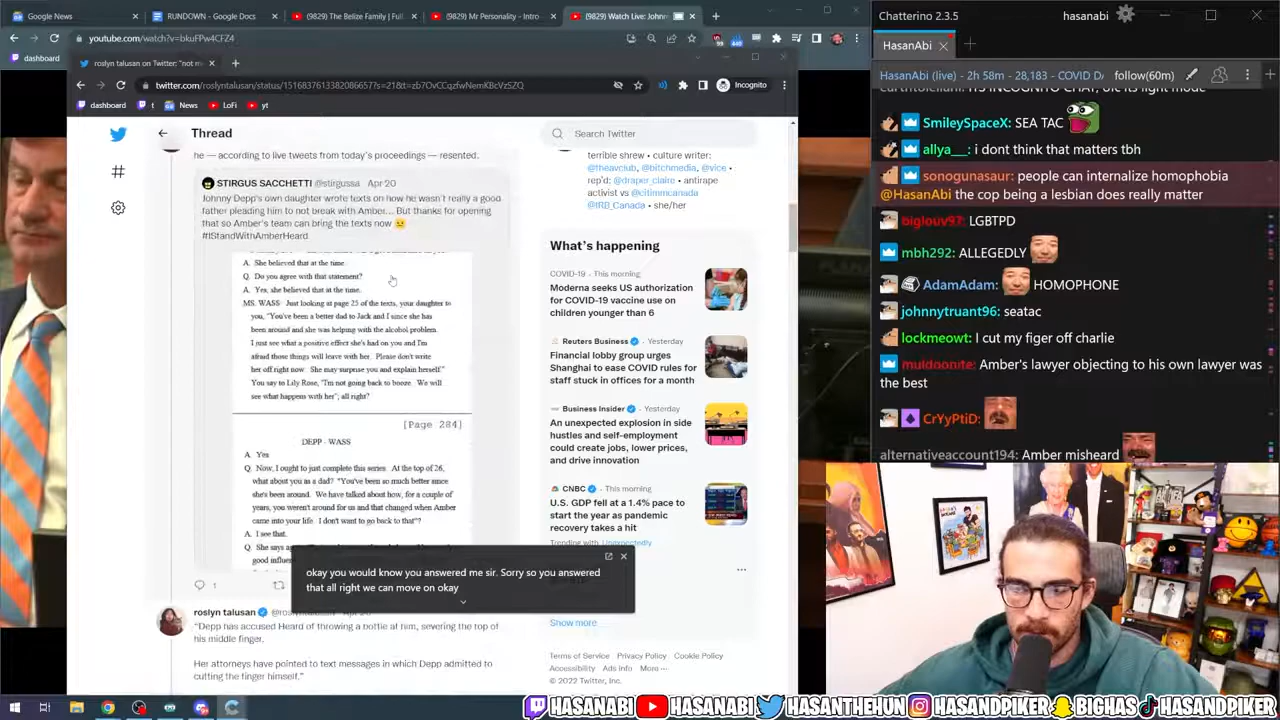 Google News
RUNDOWN - Google Docs
(9829) The Belize Family | Full
(9829) Mr Personality - Intro
(9829) Watch Live: Johnn
youtube.com/watch?v=bkuFPw4CFZ4
dashboard
roslyn talusan on Twitter: "not m
Incognito
dashboard
t
News
LoFi
yt
Thread
Search Twitter
he — according to live tweets from today's proceedings — resented.
STIRGUS SACCHETTI @stirgussa Apr 20
Johnny Depp's own daughter wrote texts on how he wasn't really a good
father pleading him to not break with Amber... But thanks for opening
that so Amber's team can bring the texts now 😐
#IStandWithAmberHeard
A. She believed that at the time.
Q. Do you agree with that statement?
A. Yes, she believed that at the time.
MS. WASS: Just looking at page 25 of the texts, your daughter to
you, "You've been a better dad to Jack and I since she has
been around and she was helping with the alcohol problem.
I just see what a positive effect she's had on you and I'm
afraid those things will leave with her. Please don't write
her off right now. She may surprise you and explain herself."
You say to Lily Rose, "I'm not going back to booze. We will
see what happens with her"; all right?
[Page 284]
DEPP - WASS
A. Yes
Q. Now, I ought to just complete this series. At the top of 26,
what about you as a dad? "You've been so much better since
she's been around. We have talked about how, for a couple of
years, you weren't around for us and that changed when Amber
came into your life. I don't want to go back to that"?
A. I see that.
Q. She says
good influen
okay you would know you answered me sir. Sorry so you answered
that all right we can move on okay
1
roslyn talusan
"Depp has accused Heard of throwing a bottle at him, severing the top of
his middle finger.
Her attorneys have pointed to text messages in which Depp admitted to
cutting the finger himself."
terrible shrew • culture writer:
@theavclub, @bitchmedia, @vice •
rep'd: @draper_claire • antirape
activist vs @citimmcanada
@IRB_Canada • she/her
What's happening
COVID-19 · This morning
Moderna seeks US authorization
for COVID-19 vaccine use on
children younger than 6
Reuters Business · Yesterday
Financial lobby group urges
Shanghai to ease COVID rules for
staff stuck in offices for a month
Business Insider · Yesterday
An unexpected explosion in side
hustles and self-employment
could create jobs, lower prices,
and drive innovation
CNBC · This morning
U.S. GDP fell at a 1.4% pace to
start the year as pandemic
recovery takes a hit
Trending with Unexpectedly
Show more
Terms of Service Privacy Policy Cookie Policy
Accessibility Ads info More ···
© 2022 Twitter, Inc.
Chatterino 2.3.5
hasanabi
HasanAbi
HasanAbi (live) - 2h 58m - 28,183 - COVID DA
follow(60m)
SmileySpaceX: SEA TAC
allya__: i dont think that matters tbh
sonogunasaur: people can internalize homophobia
@HasanAbi the cop being a lesbian does really matter
biglouv97: LGBTPD
mbh292: ALLEGEDLY
AdamAdam: HOMOPHONE
johnnytruant96: seatac
lockmeowt: I cut my figer off charlie
muldoonite: Amber's lawyer objecting to his own lawyer was
the best
CrYyPtiD:
alternativeaccount194: Amber misheard
HASANABI HASANABI HASANTHEHUN HASANDPIKER BIGHAS HASANDPIKER